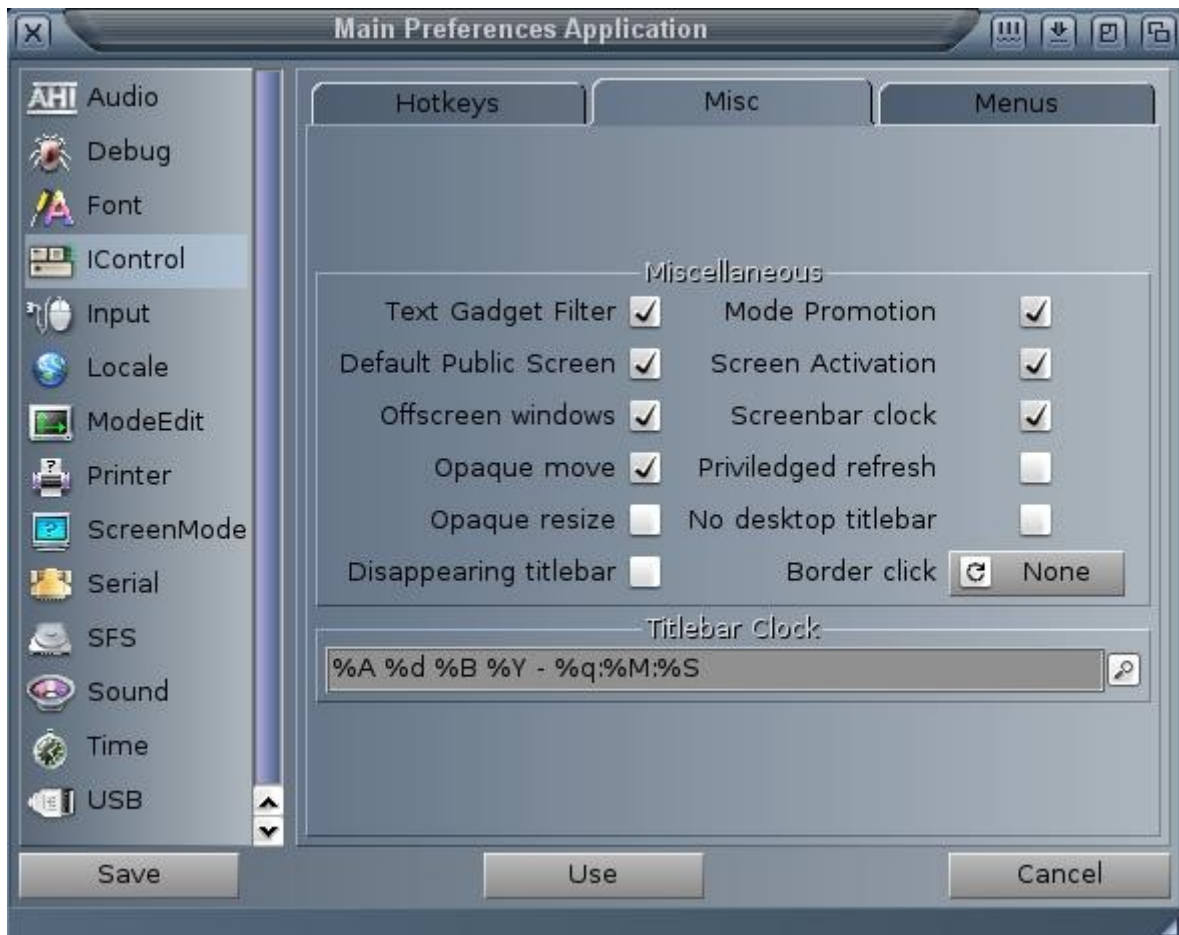 Main Preferences Application
AHI Audio
Debug
Font
IControl
Input
Locale
ModeEdit
Printer
ScreenMode
Serial
SFS
Sound
Time
USB
Hotkeys
Misc
Menus
Miscellaneous
Text Gadget Filter
Mode Promotion
Default Public Screen
Screen Activation
Offscreen windows
Screenbar clock
Opaque move
Priviledged refresh
Opaque resize
No desktop titlebar
Disappearing titlebar
Border click
None
Titlebar Clock
%A %d %B %Y - %q:%M:%S
Save
Use
Cancel